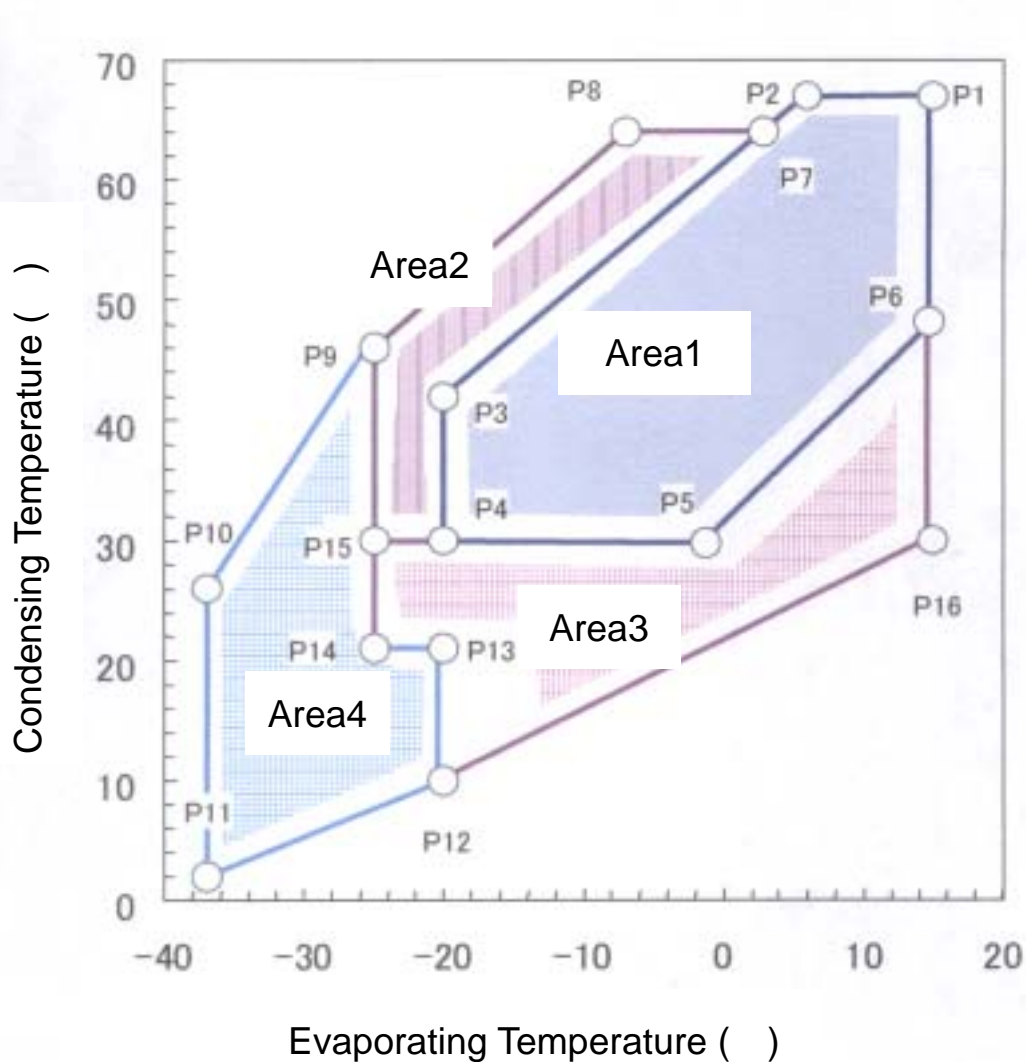 70
P8
P2
P1
60
P7
Area2
50
P6
Area1
P9
40
P3
P4
P5
P10
P15
30
P16
Area3
P14
P13
20
Area4
10
P11
P12
0
-40
-30
-20
-10
0
10
20
Condensing Temperature ( )
Evaporating Temperature ( )